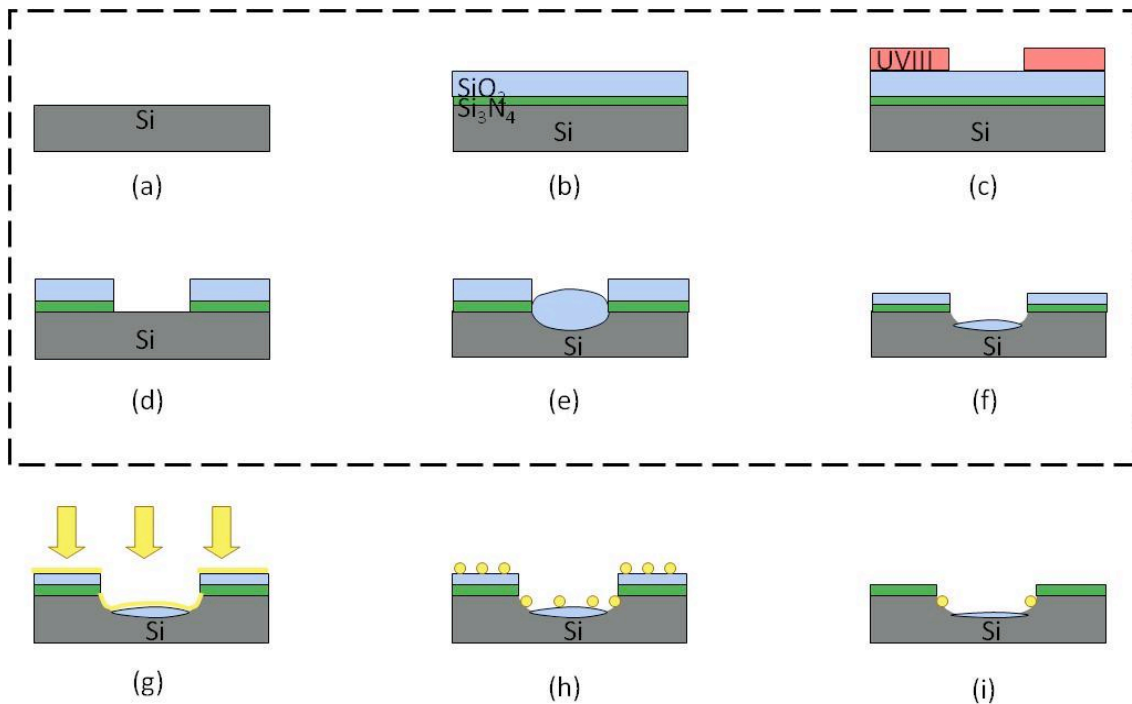 Si
(a)
SiO₂
Si₃N₄
Si
(b)
UVIII
Si
(c)
Si
(d)
Si
(e)
Si
(f)
Si
(g)
Si
(h)
Si
(i)